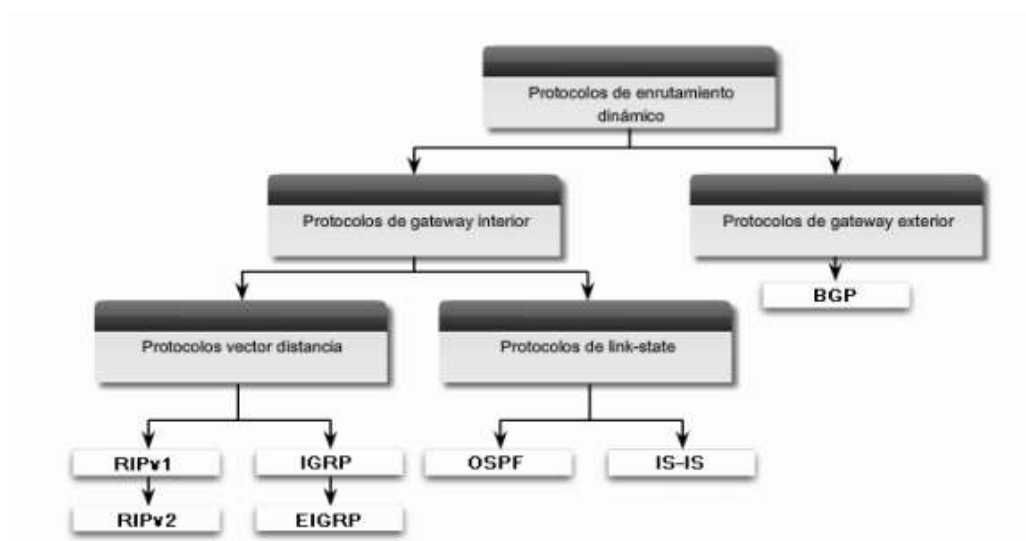 Protocolos de enrutamiento
dinámico
Protocolos de gateway interior
Protocolos de gateway exterior
BGP
Protocolos vector distancia
Protocolos de link-state
RIPv1
IGRP
OSPF
IS-IS
RIPv2
EIGRP